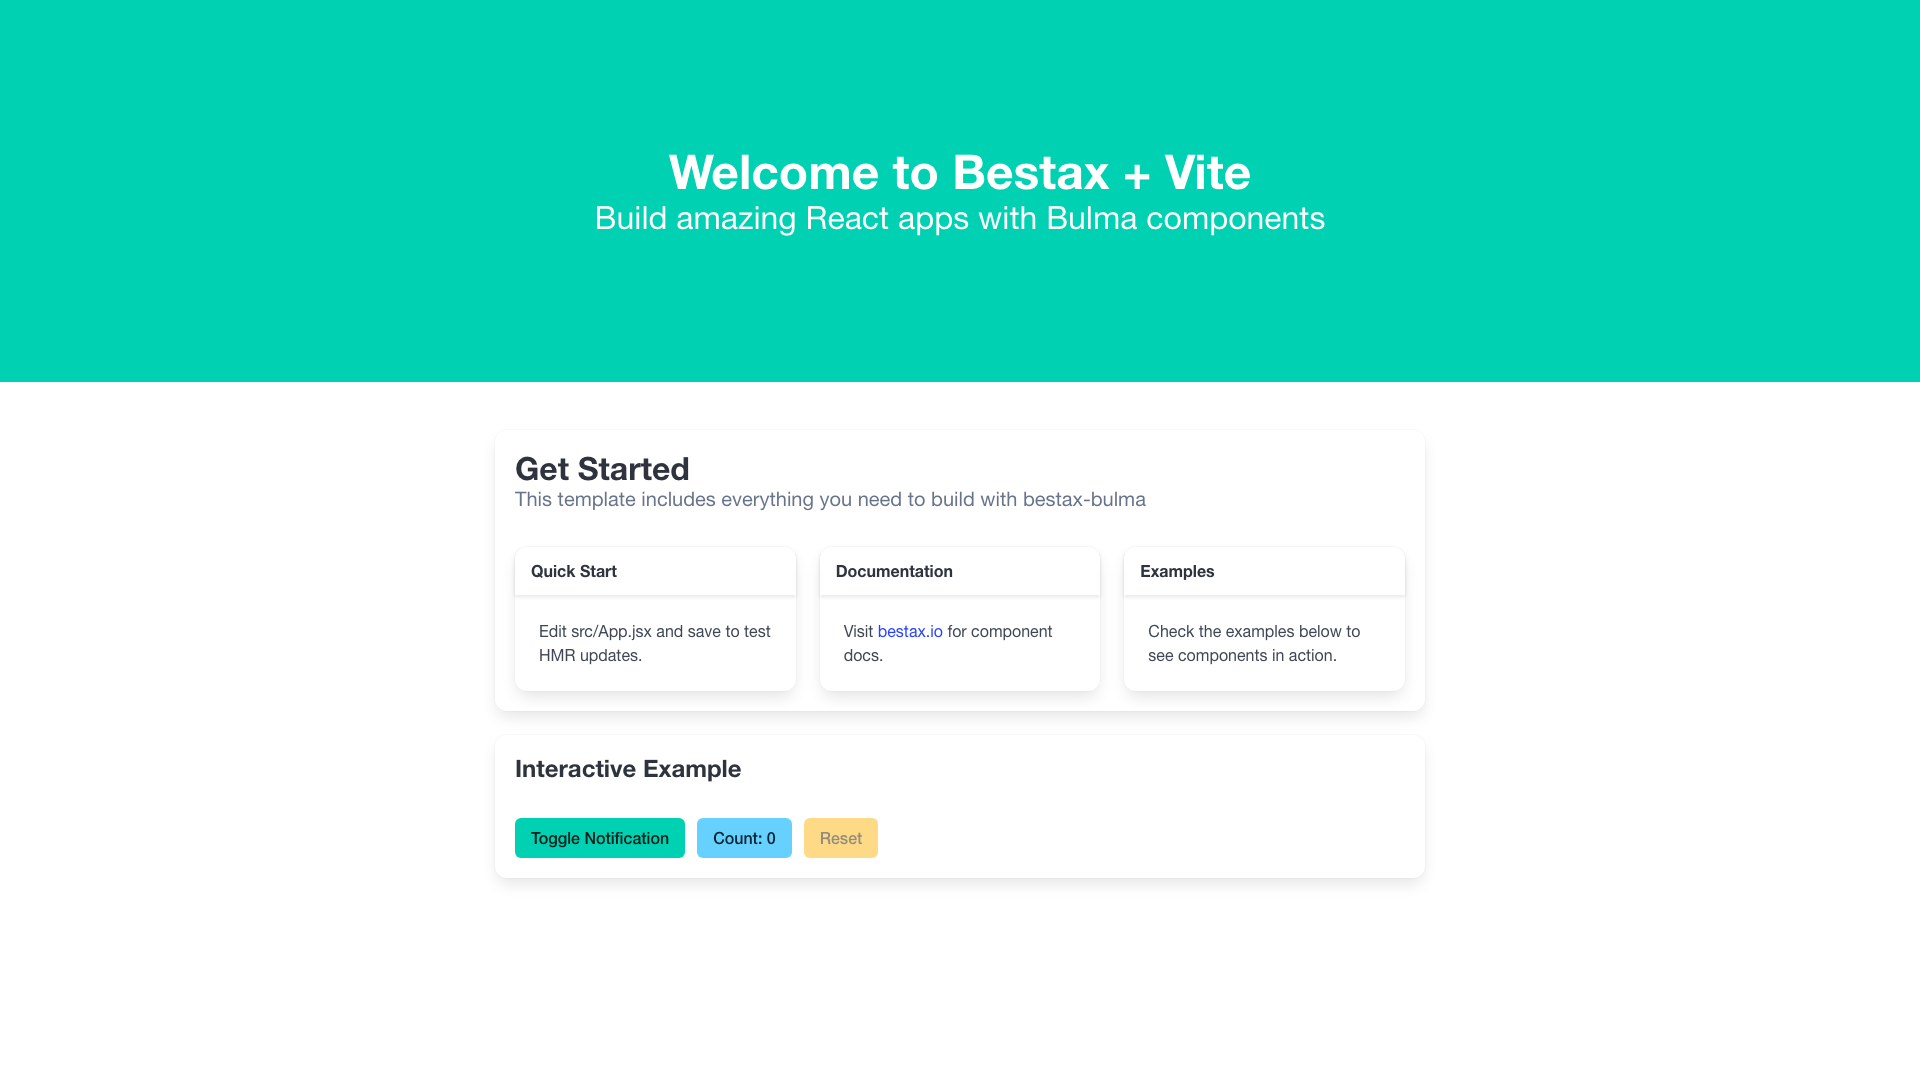 Welcome to Bestax + Vite
Build amazing React apps with Bulma components
Get Started
This template includes everything you need to build with bestax-bulma
Quick Start
Edit src/App.jsx and save to test
HMR updates.
Documentation
Visit bestax.io for component
docs.
Examples
Check the examples below to
see components in action.
Interactive Example
Toggle Notification
Count: 0
Reset